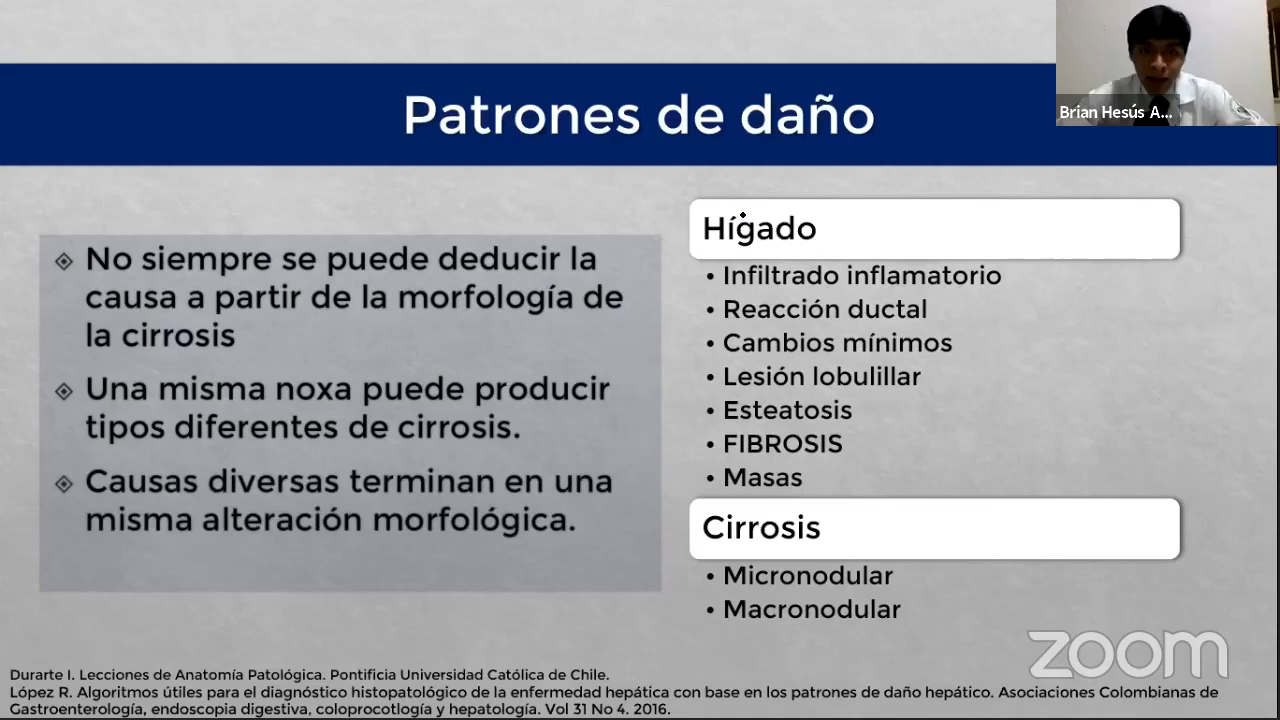 Patrones de daño
Brian Hesús A...
No siempre se puede deducir la
causa a partir de la morfología de
la cirrosis
Una misma noxa puede producir
tipos diferentes de cirrosis.
Causas diversas terminan en una
misma alteración morfológica.
Hígado
• Infiltrado inflamatorio
• Reacción ductal
• Cambios mínimos
• Lesión lobulillar
• Esteatosis
• FIBROSIS
• Masas
Cirrosis
• Micronodular
• Macronodular
zoom
Durarte I. Lecciones de Anatomía Patológica. Pontificia Universidad Católica de Chile.
López R. Algoritmos útiles para el diagnóstico histopatológico de la enfermedad hepática con base en los patrones de daño hepático. Asociaciones Colombianas de
Gastroenterología, endoscopia digestiva, coloprocotlogía y hepatología. Vol 31 No 4. 2016.